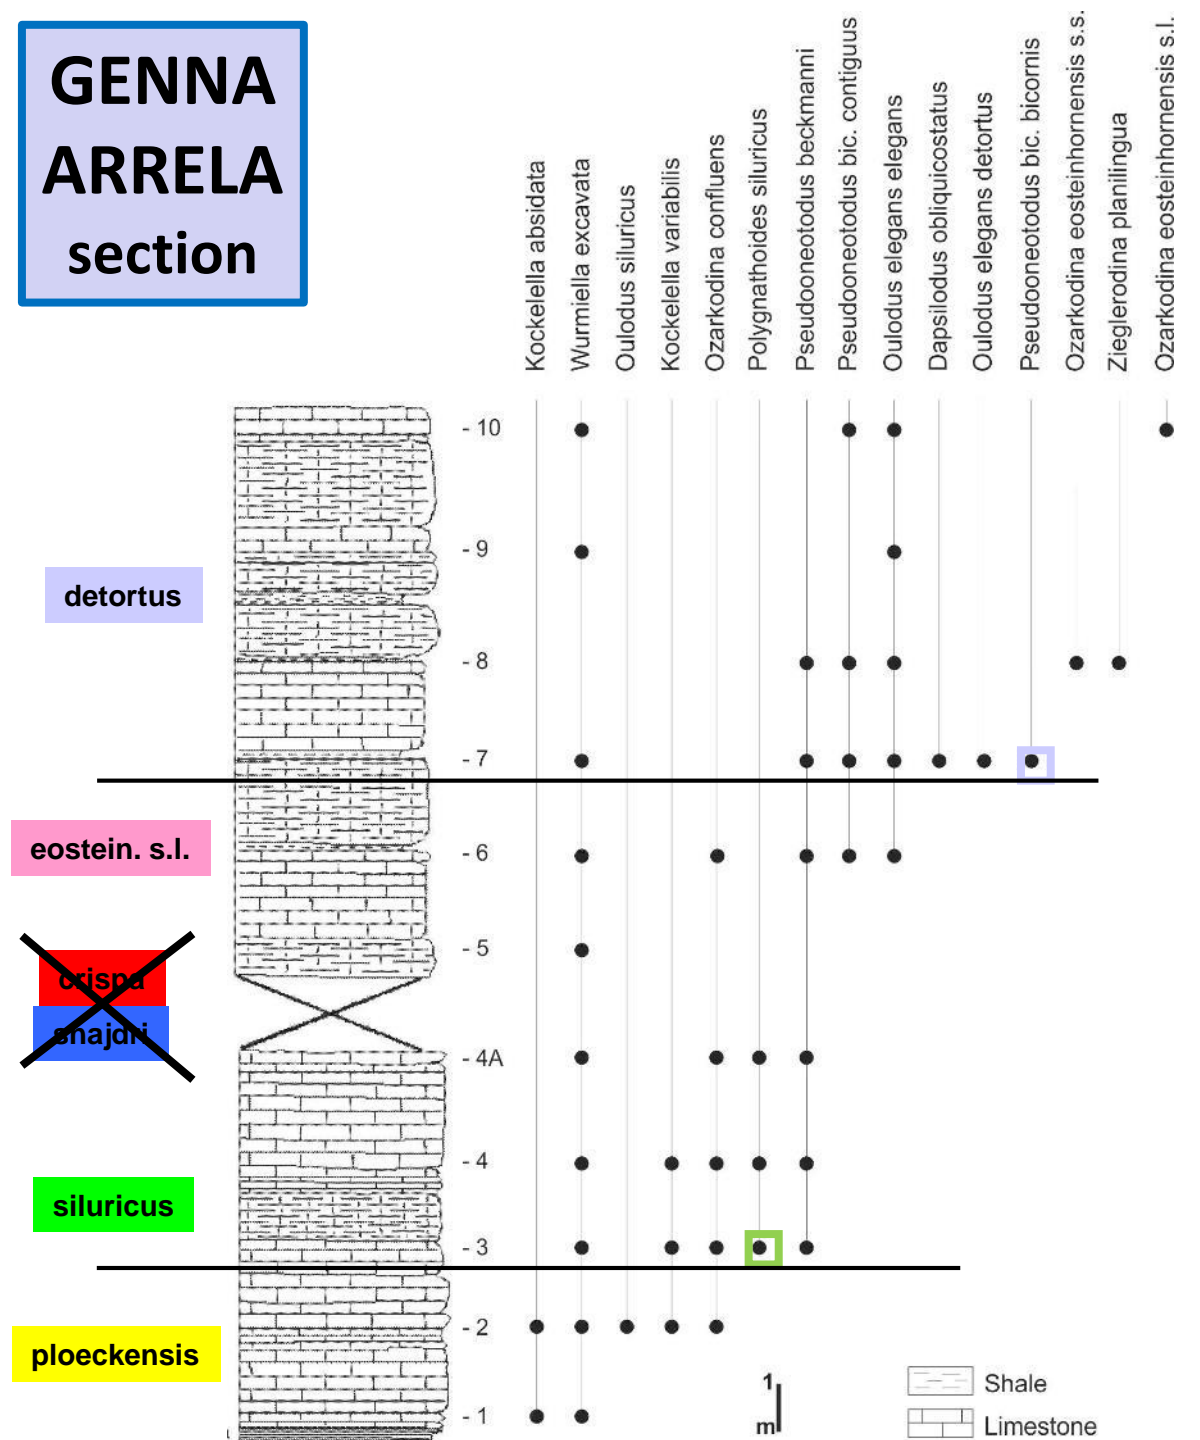 GENNA
ARRELA
section
Kockelella absidata
Wurmiella excavata
Oulodus siluricus
Kockelella variabilis
Ozarkodina confluens
Polygnathoides siluricus
Pseudooneotodus beckmanni
Pseudooneotodus bic. contiguus
Oulodus elegans elegans
Dapsilodus obliquicostatus
Oulodus elegans detortus
Pseudooneotodus bic. bicornis
Ozarkodina eosteinhornensis s.s.
Zieglerodina planilingua
Ozarkodina eosteinhornensis s.l.
- 10
- 9
detortus
- 8
- 7
eostein. s.l.
- 6
- 5
crispa
snajdri
- 4A
- 4
siluricus
- 3
- 2
ploeckensis
- 1
1
m
Shale
Limestone